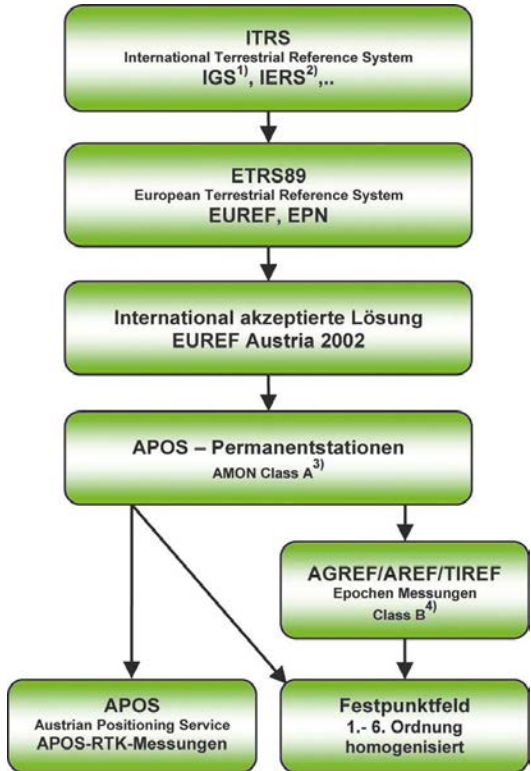 ITRS
International Terrestrial Reference System
IGS1), IERS2),..
ETRS89
European Terrestrial Reference System
EUREF, EPN
International akzeptierte Lösung
EUREF Austria 2002
APOS – Permanentstationen
AMON Class A3)
AGREF/AREF/TIREF
Epochen Messungen
Class B4)
APOS
Austrian Positioning Service
APOS-RTK-Messungen
Festpunktfeld
1.- 6. Ordnung
homogenisiert